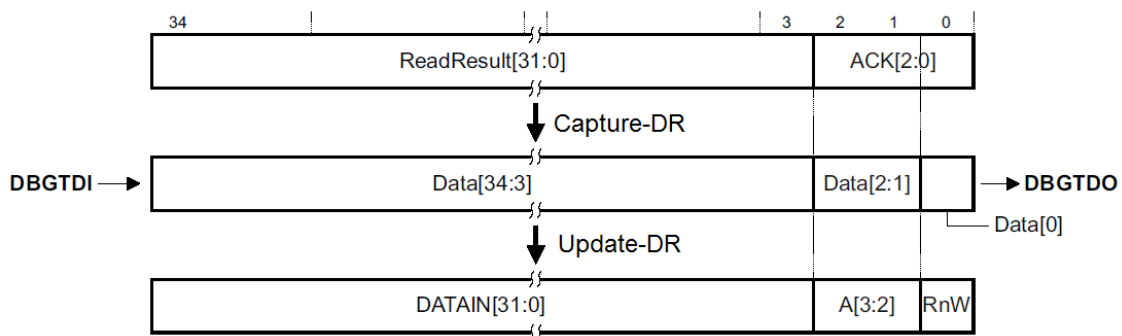 34 3 2 1 0
ReadResult[31:0] ACK[2:0]
Capture-DR
DBGTDI Data[34:3] Data[2:1] DBGTDO
Data[0]
Update-DR
DATAIN[31:0] A[3:2] RnW